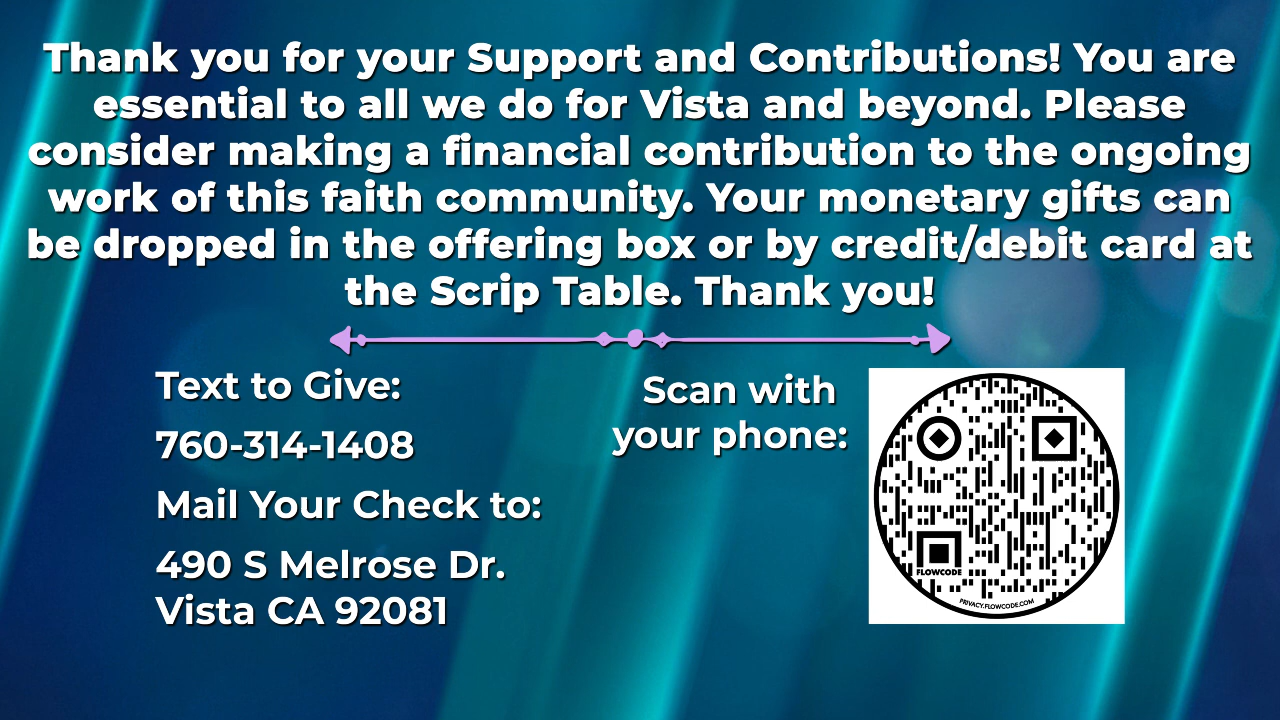 Thank you for your Support and Contributions! You are
essential to all we do for Vista and beyond. Please
consider making a financial contribution to the ongoing
work of this faith community. Your monetary gifts can
be dropped in the offering box or by credit/debit card at
the Scrip Table. Thank you!
Text to Give:
760-314-1408
Mail Your Check to:
490 S Melrose Dr.
Vista CA 92081
Scan with
your phone:
FLOWCODE
PRIVACY.FLOWCODE.COM